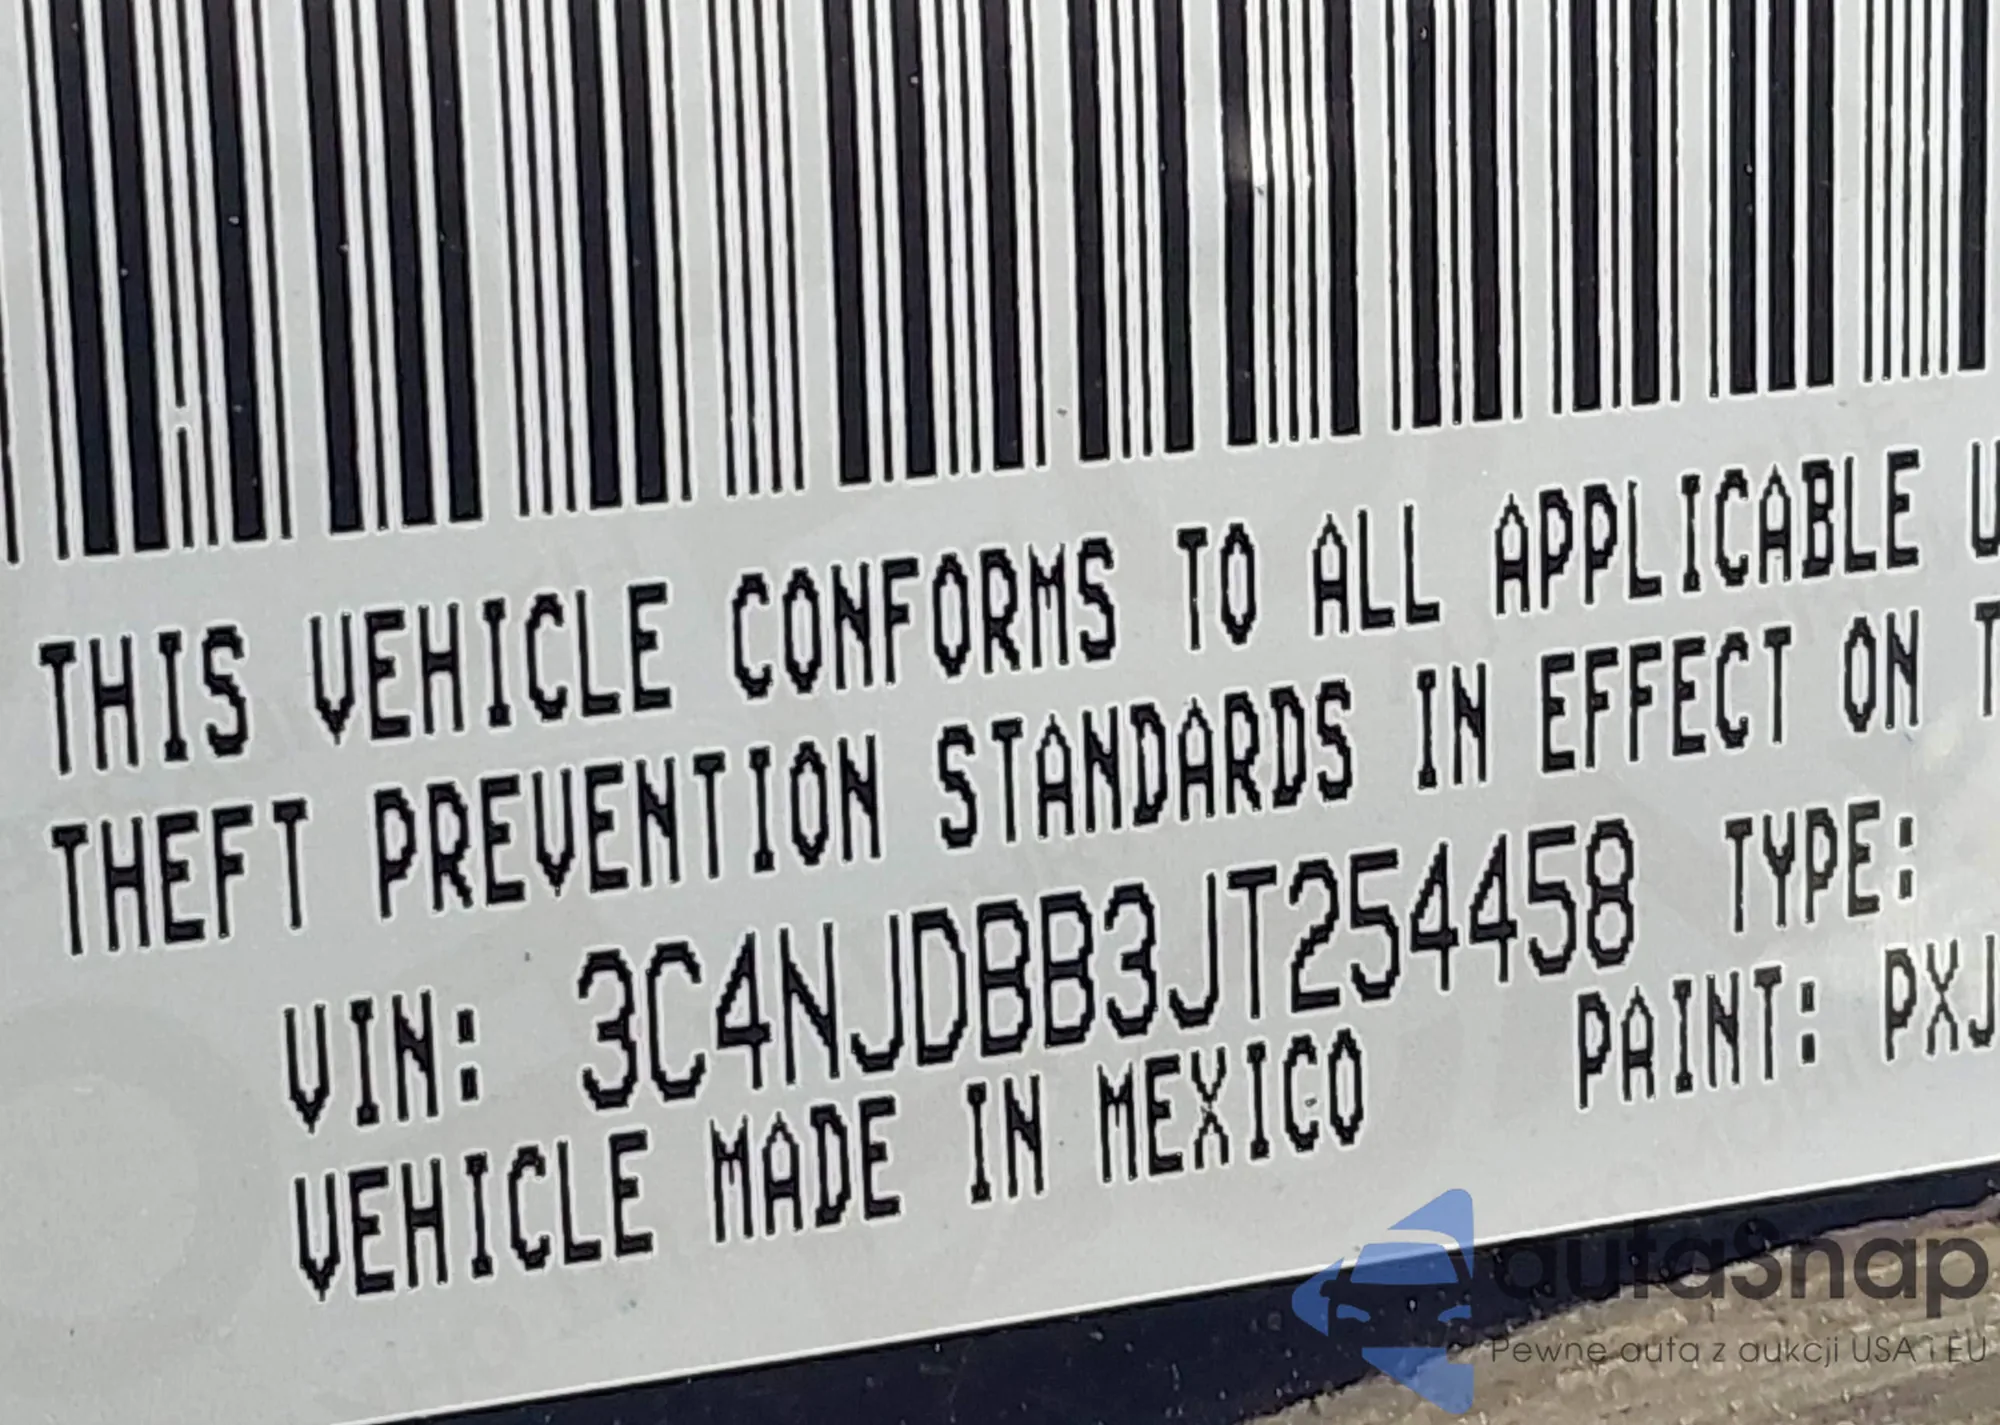 THIS VEHICLE CONFORMS TO ALL APPLICABLE U
THEFT PREVENTION STANDARDS IN EFFECT ON T
VIN: 3C4NJDBB3JT254458 TYPE:
VEHICLE MADE IN MEXICO PAINT: PXJ
autaSnap
Pewne auta z aukcji USA i EU